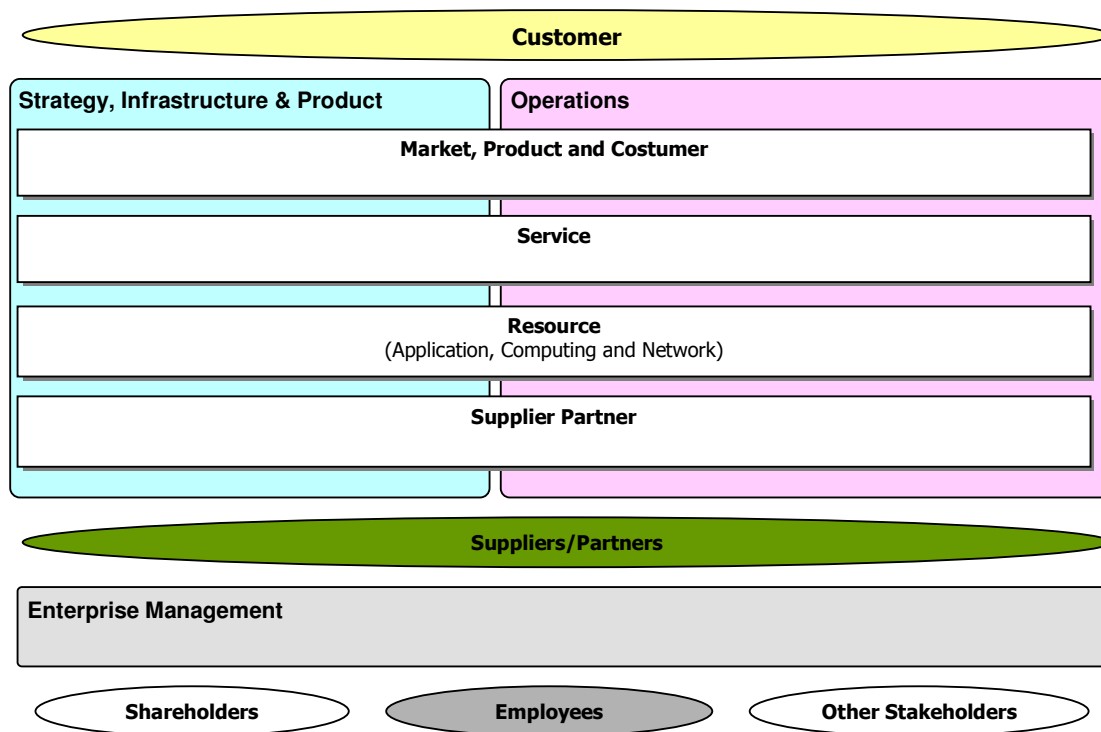 Customer
Strategy, Infrastructure & Product
Operations
Market, Product and Costumer
Service
Resource
(Application, Computing and Network)
Supplier Partner
Suppliers/Partners
Enterprise Management
Shareholders
Employees
Other Stakeholders